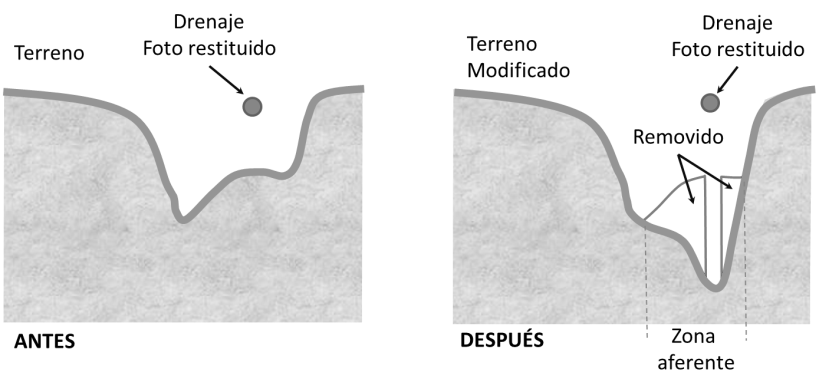 Terreno
Drenaje
Foto restituido
ANTES
Terreno
Modificado
Drenaje
Foto restituido
Removido
DESPUÉS
Zona
aferente